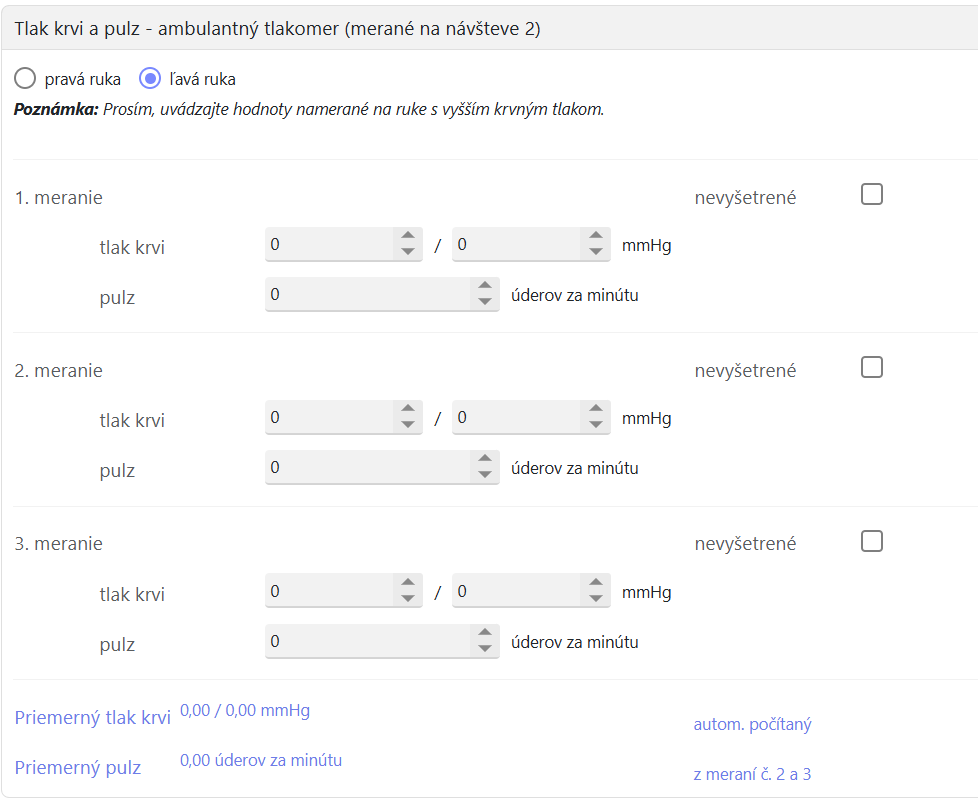 Tlak krvi a pulz - ambulantný tlakomer (merané na návšteve 2)
pravá ruka ľavá ruka
Poznámka: Prosím, uvádzajte hodnoty namerané na ruke s vyšším krvným tlakom.
1. meranie nevyšetrené
tlak krvi 0 / 0 mmHg
pulz 0 úderov za minútu
2. meranie nevyšetrené
tlak krvi 0 / 0 mmHg
pulz 0 úderov za minútu
3. meranie nevyšetrené
tlak krvi 0 / 0 mmHg
pulz 0 úderov za minútu
Priemerný tlak krvi 0,00 / 0,00 mmHg autom. počítaný
Priemerný pulz 0,00 úderov za minútu z meraní č. 2 a 3